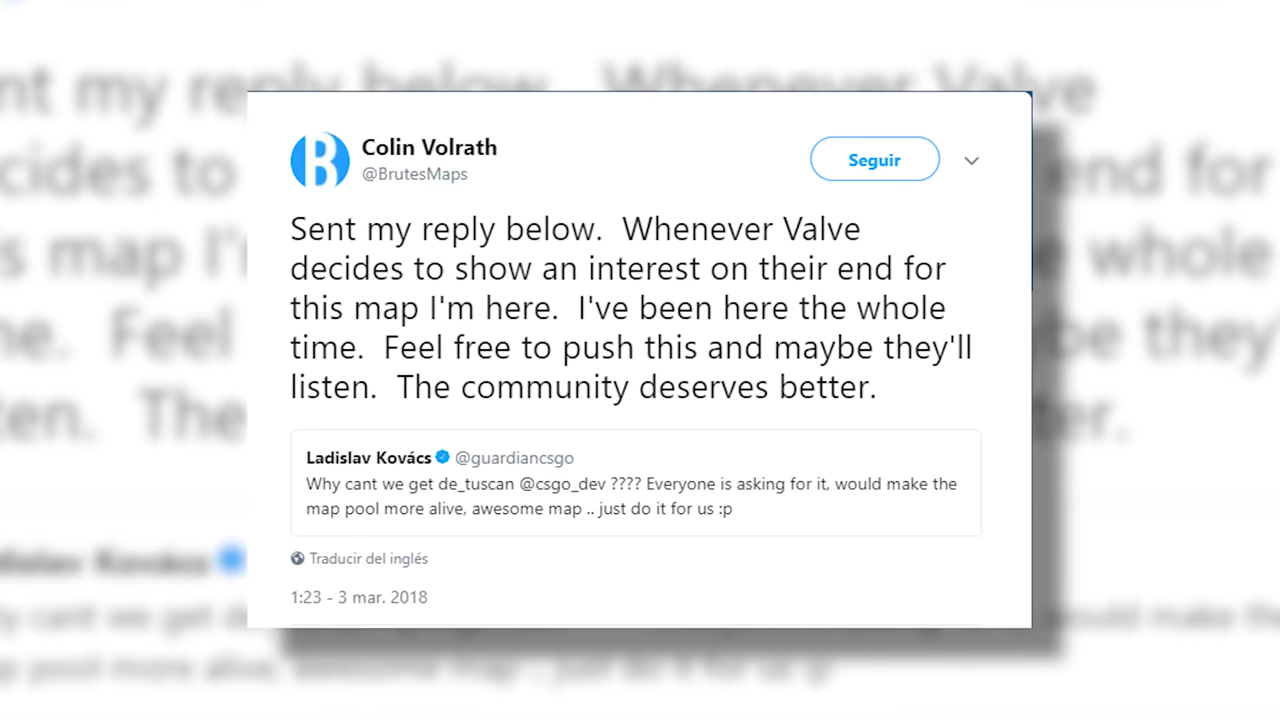 B
Colin Volrath
@BrutesMaps
Seguir
Sent my reply below.  Whenever Valve
decides to show an interest on their end for
this map I'm here.  I've been here the whole
time.  Feel free to push this and maybe they'll
listen.  The community deserves better.
Ladislav Kovács @guardiancsgo
Why cant we get de_tuscan @csgo_dev ???? Everyone is asking for it, would make the
map pool more alive, awesome map .. just do it for us :p
Traducir del inglés
1:23 - 3 mar. 2018